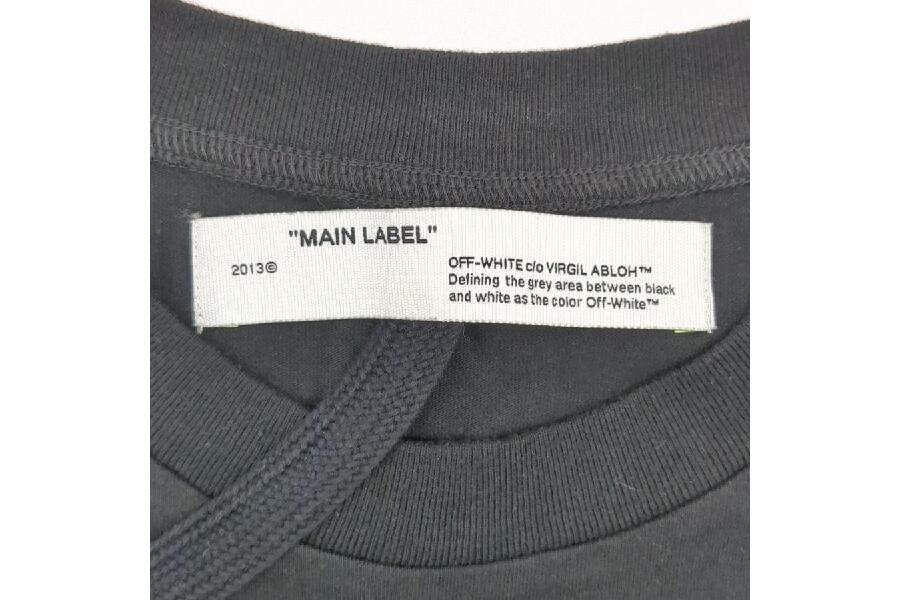 "MAIN LABEL"
2013©
OFF-WHITE c/o VIRGIL ABLOH™
Defining the grey area between black
and white as the color Off-White™